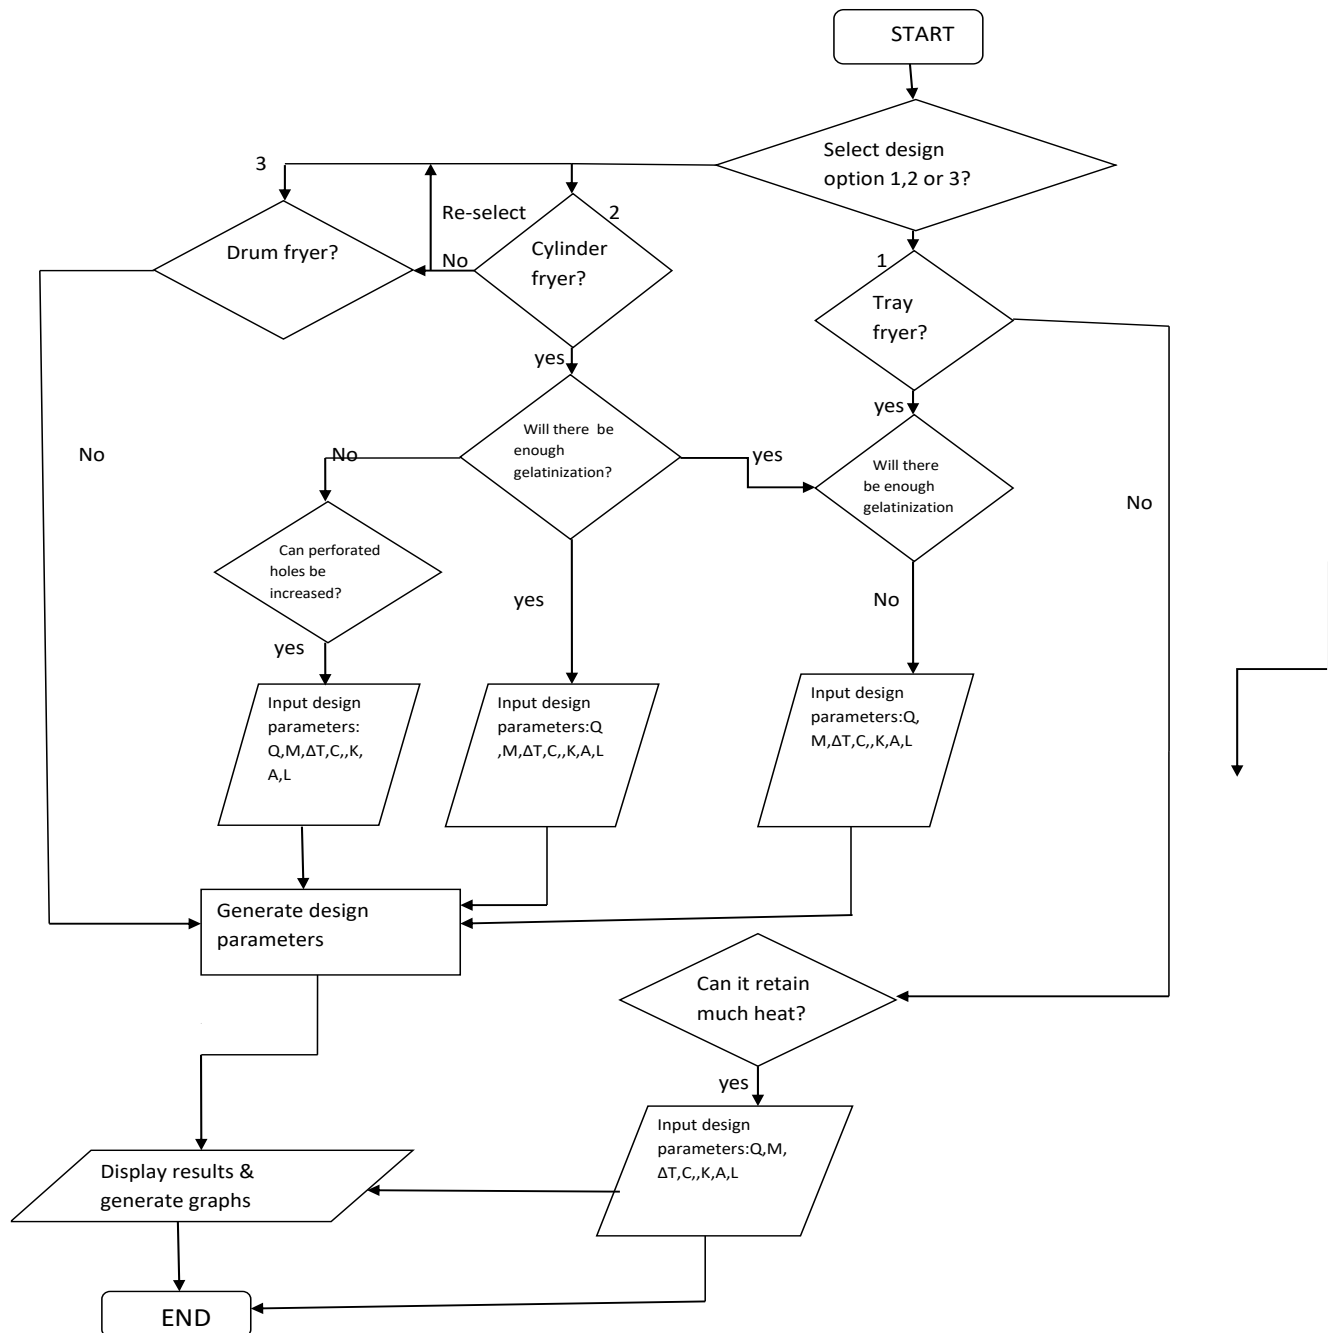 START
Select design
option 1,2 or 3?
3
Re-select
2
Drum fryer?
No
Cylinder
fryer?
1
Tray
fryer?
yes
yes
No
No
Will there  be
enough
gelatinization?
yes
Will there
be enough
gelatinization
No
Can perforated
holes be
increased?
yes
No
yes
Input design
parameters:
Q,M,ΔT,C,,K,
A,L
Input design
parameters:Q
,M,ΔT,C,,K,A,L
Input design
parameters:Q,
M,ΔT,C,,K,A,L
Generate design
parameters
Can it retain
much heat?
yes
Input design
parameters:Q,M,
ΔT,C,,K,A,L
Display results &
generate graphs
END